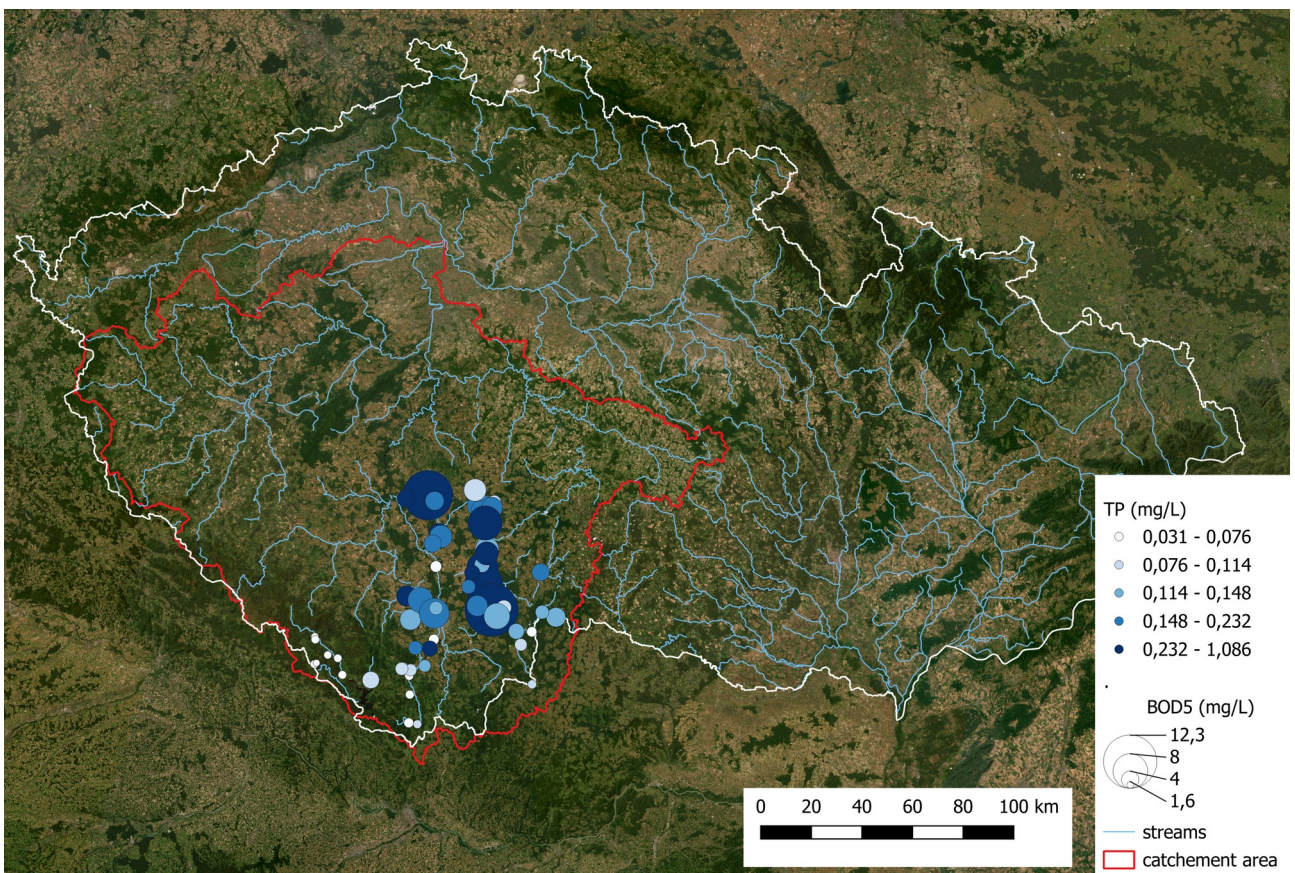 TP (mg/L)
0,031 - 0,076
0,076 - 0,114
0,114 - 0,148
0,148 - 0,232
0,232 - 1,086
BOD5 (mg/L)
12,3
8
4
1,6
streams
catchement area
0 20 40 60 80 100 km